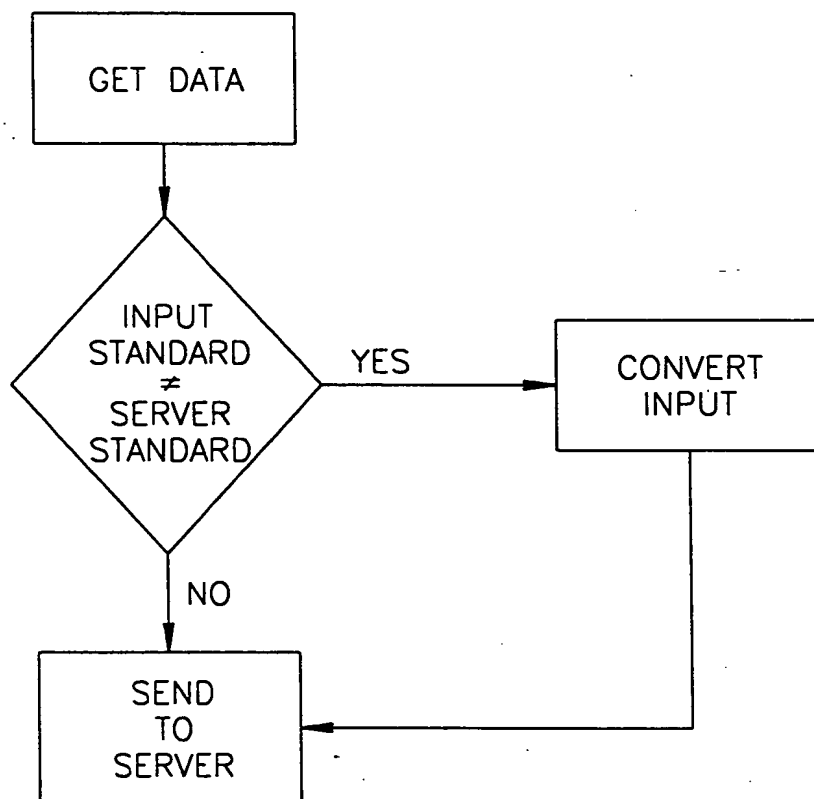 GET DATA
INPUT
STANDARD
≠
SERVER
STANDARD
YES
CONVERT
INPUT
NO
SEND
TO
SERVER